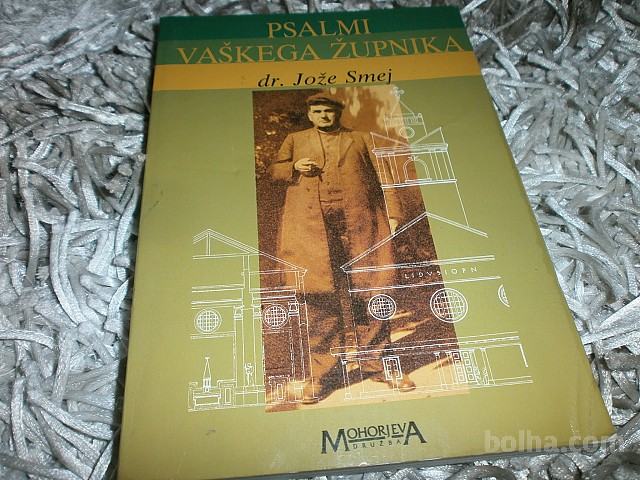 PSALMI
VAŠKEGA ŽUPNIKA
dr. Jože Smej
MOHORJEVA
DRUŽBA
bolha.com